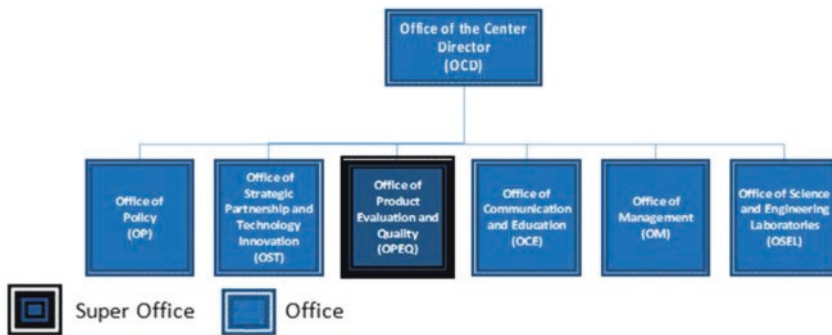 Office of the Center
Director
(OCD)
Office of
Policy
(OP)
Office of
Strategic
Partnership and
Technology
Innovation
(OST)
Office of
Product
Evaluation and
Quality
(OPEQ)
Office of
Communication
and Education
(OCE)
Office of
Management
(OM)
Office of Science
and Engineering
Laboratories
(OSEL)
Super Office
Office